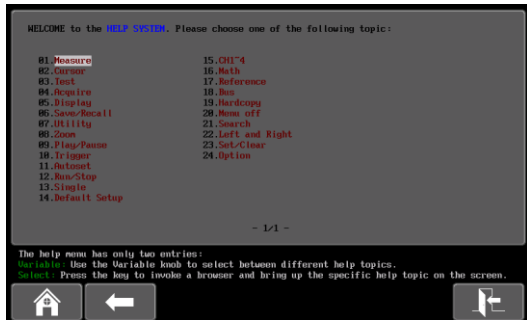 WELCOME to the HELP SYSTEM. Please choose one of the following topic:
01.Measure
02.Cursor
03.Test
04.Acquire
05.Display
06.Save/Recall
07.Utility
08.Zoom
09.Play/Pause
10.Trigger
11.Autoset
12.Run/Stop
13.Single
14.Default Setup
15.CH1~4
16.Math
17.Reference
18.Bus
19.Hardcopy
20.Menu off
21.Search
22.Left and Right
23.Set/Clear
24.Option
- 1/1 -
The help menu has only two entries:
Variable: Use the Variable knob to select between different help topics.
Select: Press the key to invoke a browser and bring up the specific help topic on the screen.